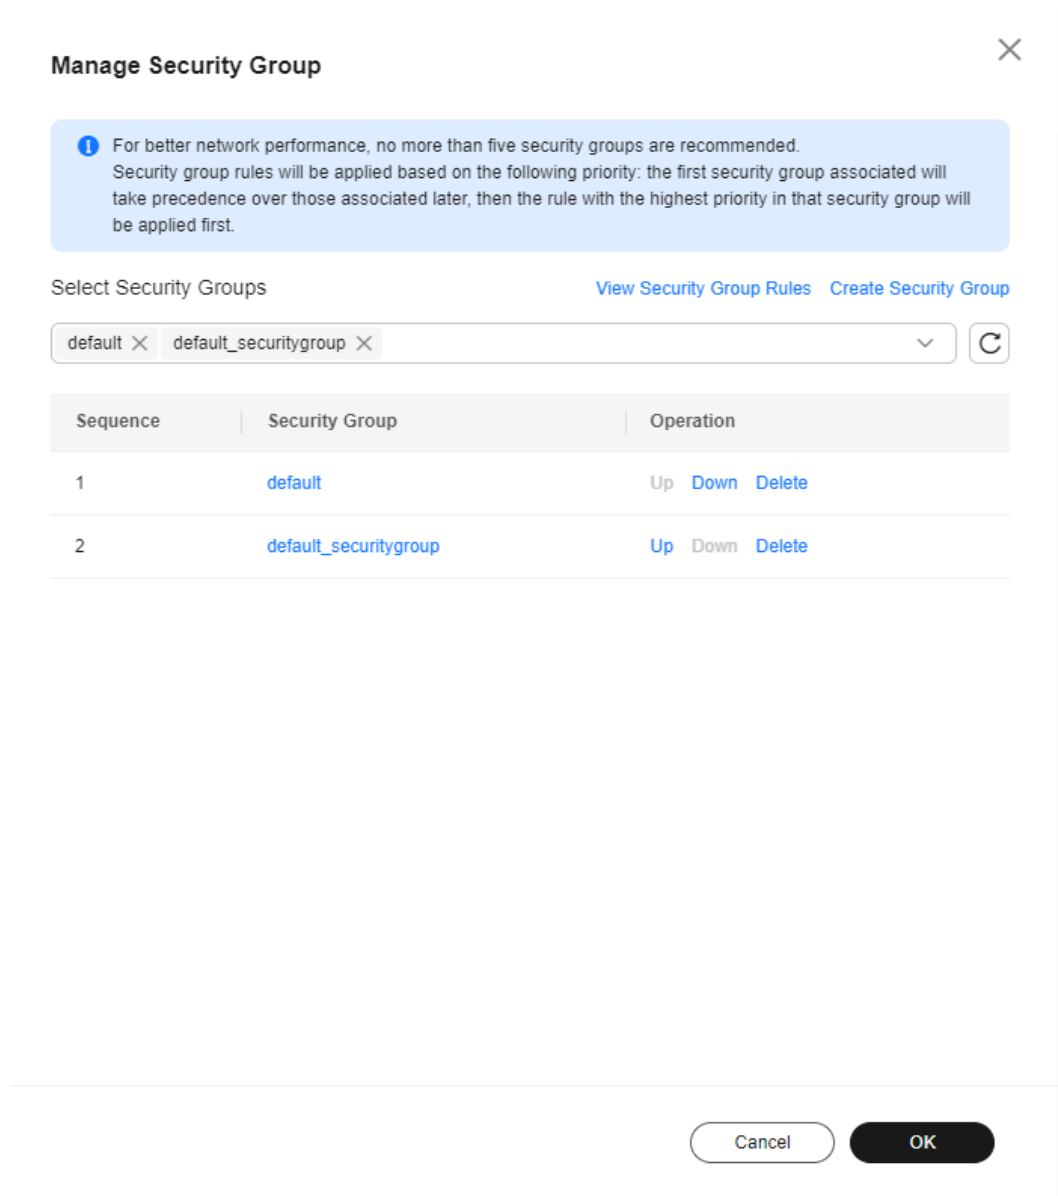 Manage Security Group
For better network performance, no more than five security groups are recommended.
Security group rules will be applied based on the following priority: the first security group associated will
take precedence over those associated later, then the rule with the highest priority in that security group will
be applied first.
Select Security Groups View Security Group Rules Create Security Group
default default_securitygroup
Sequence Security Group Operation
1 default Up Down Delete
2 default_securitygroup Up Down Delete
Cancel OK